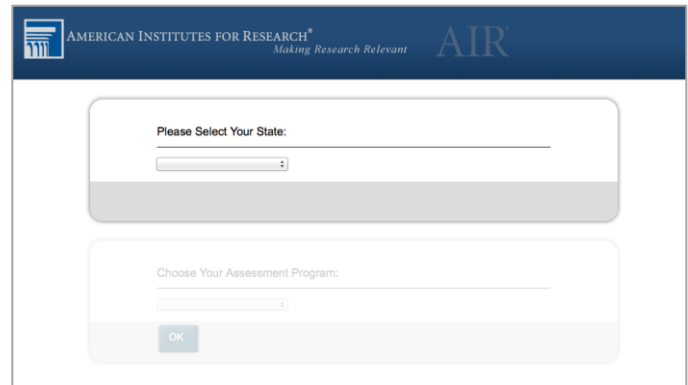 AMERICAN INSTITUTES FOR RESEARCH®
Making Research Relevant
AIR®
Please Select Your State:
Choose Your Assessment Program:
OK